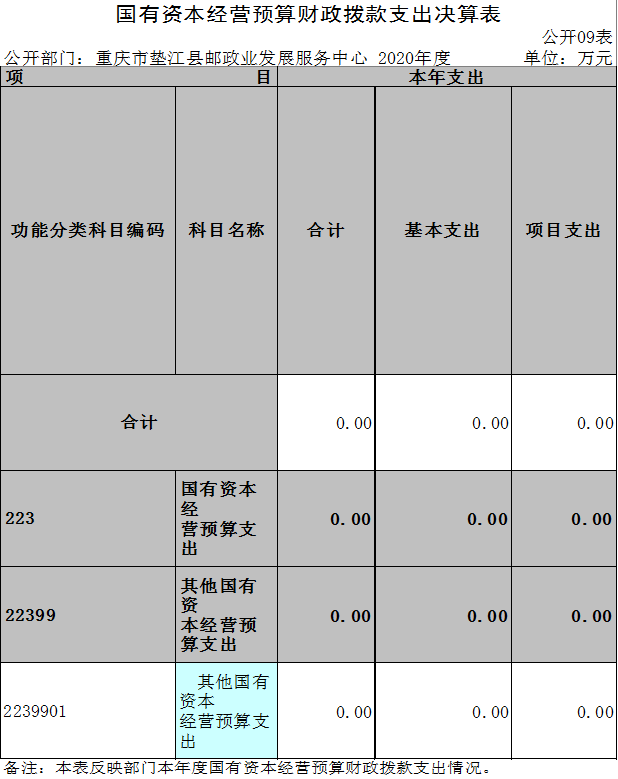 国有资本经营预算财政拨款支出决算表
公开09表
公开部门：重庆市垫江县邮政业发展服务中心 2020年度 单位：万元
项 目 本年支出
功能分类科目编码 科目名称 合计 基本支出 项目支出
合计 0.00 0.00 0.00
223 国有资本
经
营预算支
出 0.00 0.00 0.00
22399 其他国有
资
本经营预
算支出 0.00 0.00 0.00
2239901 其他国有
资本
经营预算支
出 0.00 0.00 0.00
备注：本表反映部门本年度国有资本经营预算财政拨款支出情况。